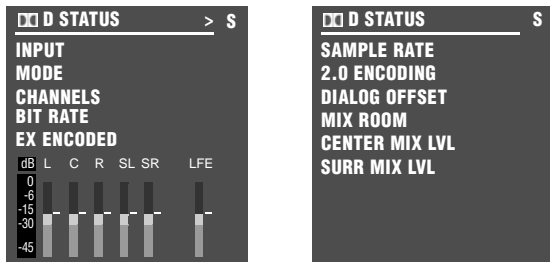 D STATUS > S
INPUT
MODE
CHANNELS
BIT RATE
EX ENCODED
dB L C R SL SR LFE
0
-6
-15
-30
-45
D STATUS S
SAMPLE RATE
2.0 ENCODING
DIALOG OFFSET
MIX ROOM
CENTER MIX LVL
SURR MIX LVL